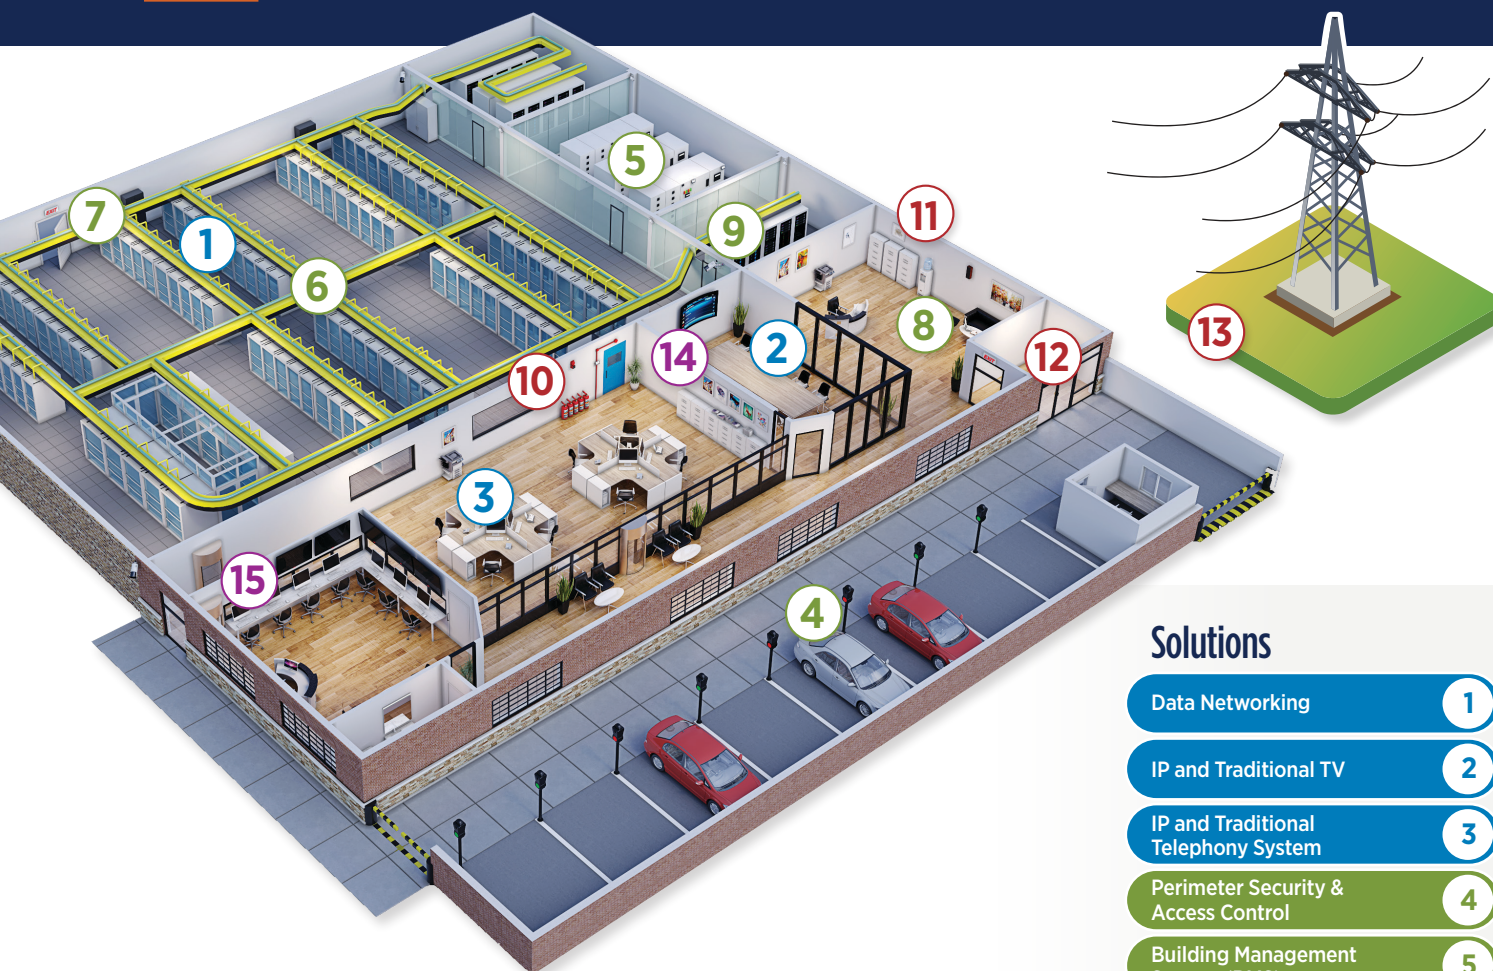 5
11
7
1
9
6
8
13
14
2
12
10
3
15
4
Solutions
Data Networking
1
IP and Traditional TV
2
IP and Traditional
Telephony System
3
Perimeter Security &
Access Control
4
Building Management
5